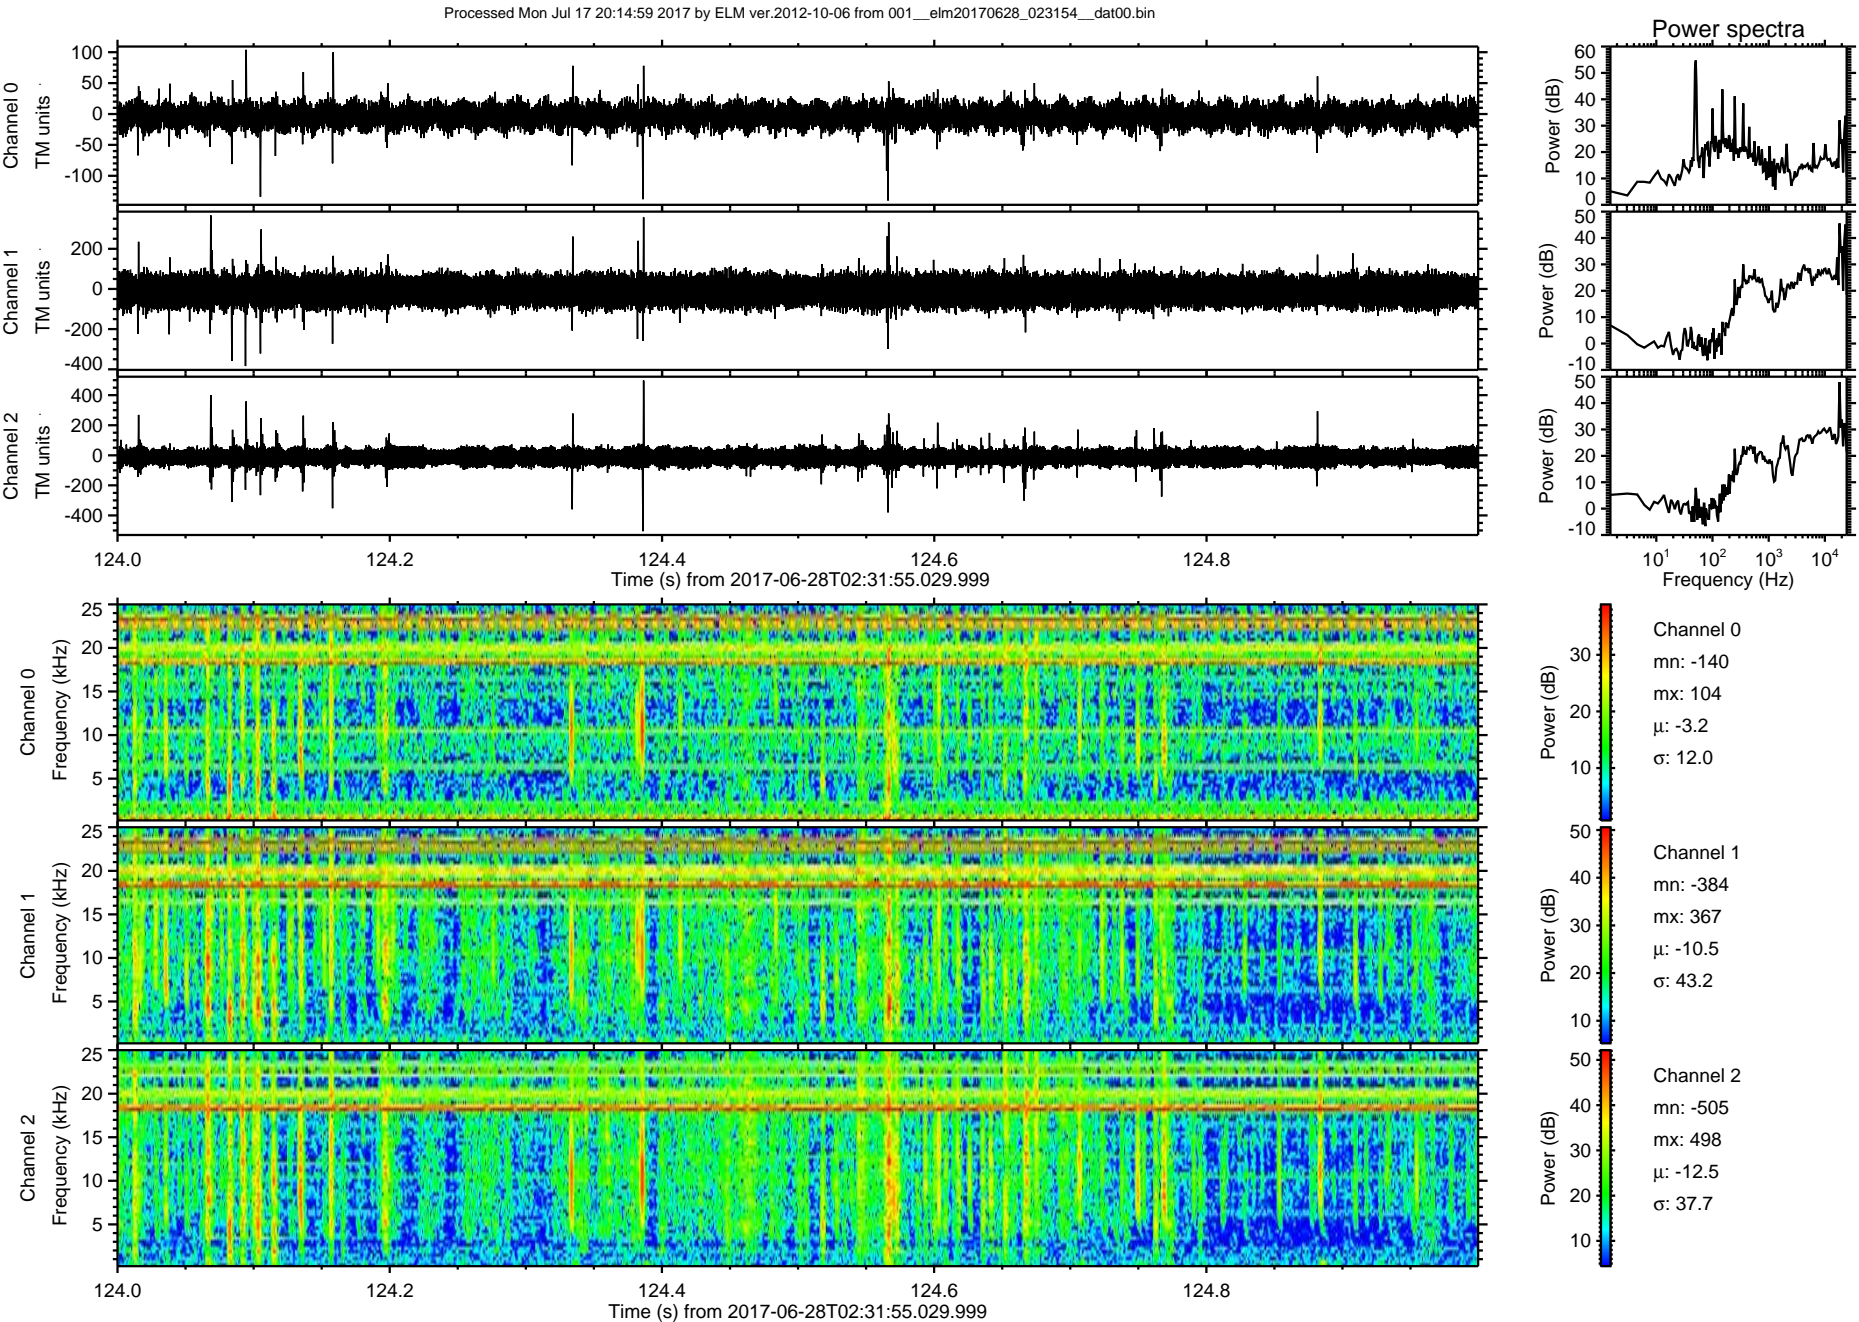 Processed Mon Jul 17 20:14:59 2017 by ELM ver.2012-10-06 from 001__elm20170628_023154__dat00.bin
Power spectra
Channel 0
TM units
100
50
0
-50
-100
Power (dB)
60
50
40
30
20
10
0
Channel 1
TM units
200
0
-200
-400
Power (dB)
50
40
30
20
10
0
-10
Channel 2
TM units
400
200
0
-200
-400
Power (dB)
50
40
30
20
10
0
-10
124.0 124.2 124.4 124.6 124.8
Time (s) from 2017-06-28T02:31:55.029.999
10¹ 10² 10³ 10⁴
Frequency (Hz)
Channel 0
Frequency (kHz)
25
20
15
10
5
Power (dB)
30
20
10
Channel 0
mn: -140
mx: 104
μ: -3.2
σ: 12.0
Channel 1
Frequency (kHz)
25
20
15
10
5
Power (dB)
50
40
30
20
10
Channel 1
mn: -384
mx: 367
μ: -10.5
σ: 43.2
Channel 2
Frequency (kHz)
25
20
15
10
5
Power (dB)
50
40
30
20
10
Channel 2
mn: -505
mx: 498
μ: -12.5
σ: 37.7
124.0 124.2 124.4 124.6 124.8
Time (s) from 2017-06-28T02:31:55.029.999